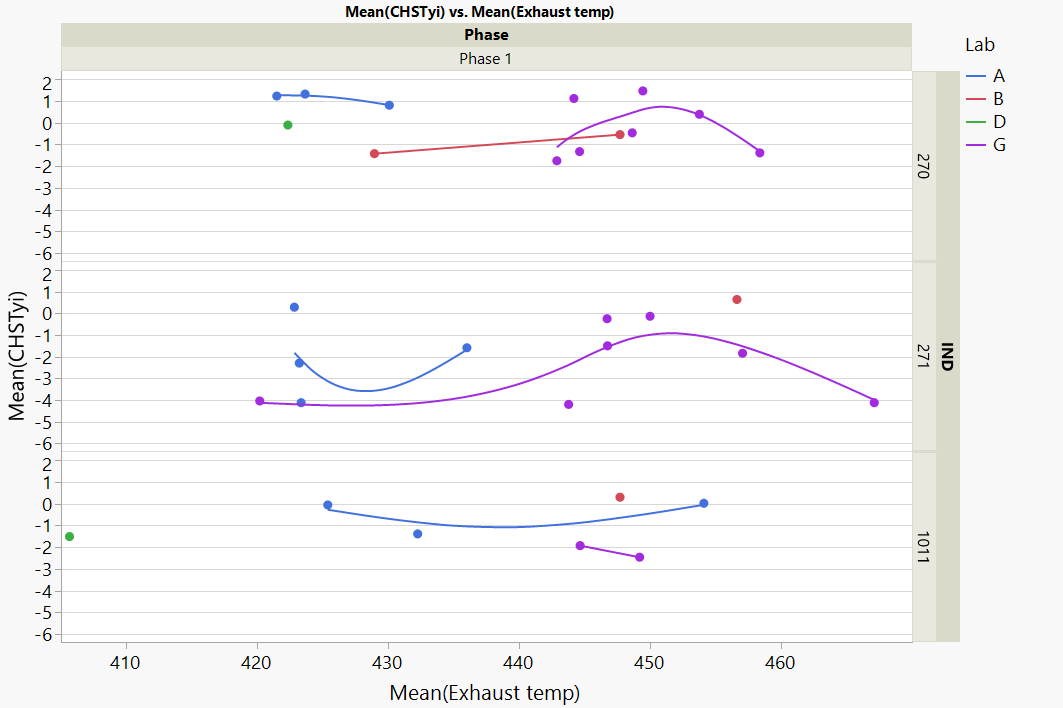 Mean(CHSTyi) vs. Mean(Exhaust temp)
Phase
Phase 1
Lab
A
B
D
G
Mean(CHSTyi)
2
1
0
-1
-2
-3
-4
-5
-6
270
2
1
0
-1
-2
-3
-4
-5
-6
271
IND
2
1
0
-1
-2
-3
-4
-5
-6
1011
410 420 430 440 450 460
Mean(Exhaust temp)